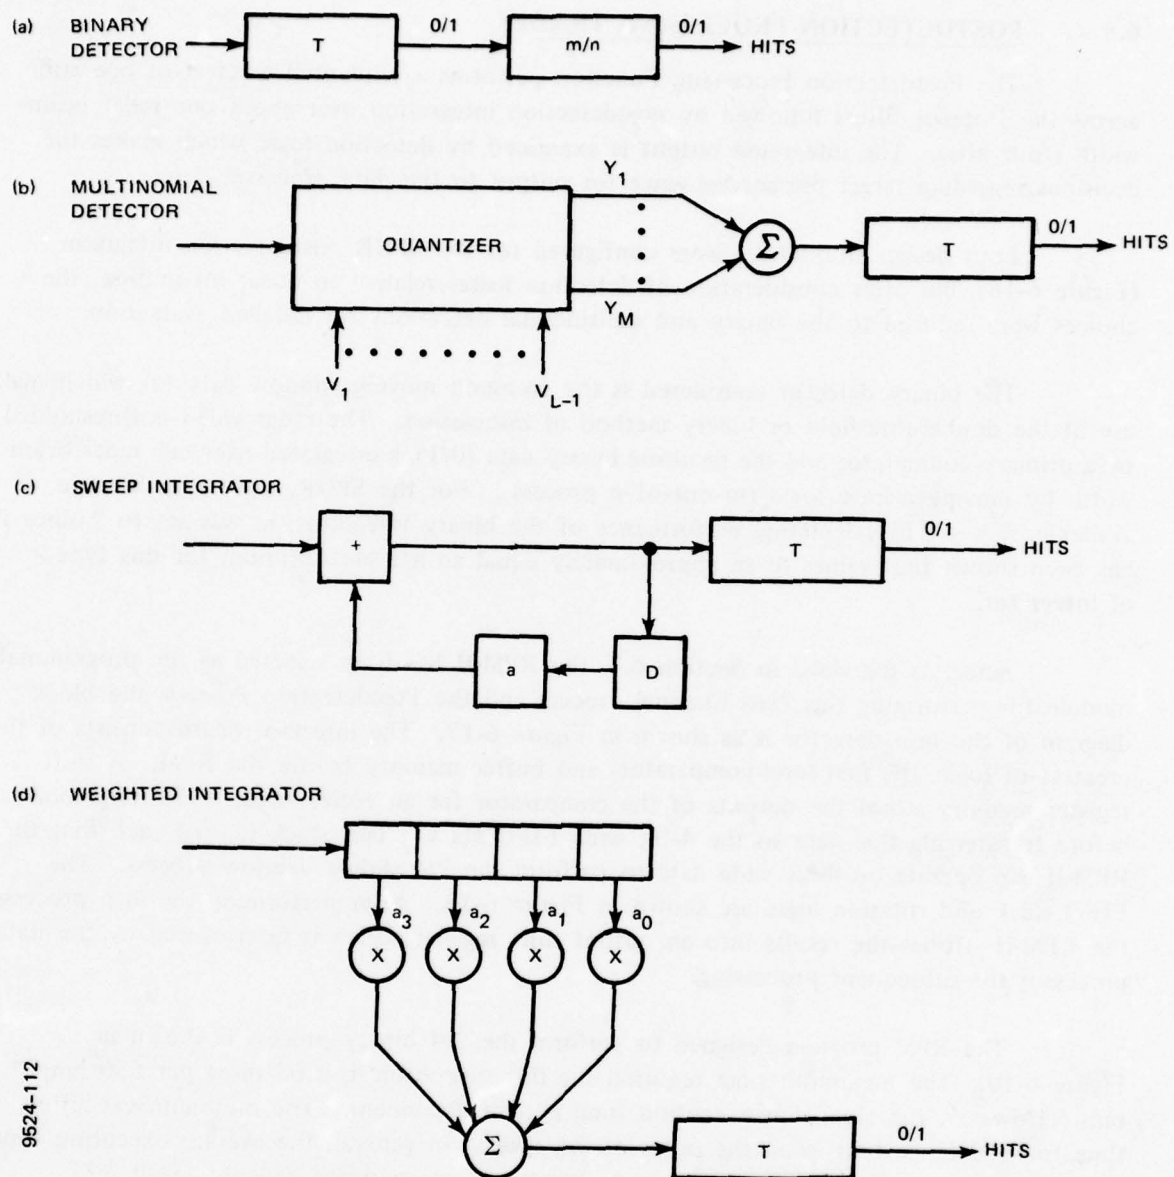 (a) BINARY DETECTOR
T
0/1
m/n
0/1
HITS
(b) MULTINOMIAL DETECTOR
QUANTIZER
Y1
YM
V1
VL-1
Σ
T
0/1
HITS
(c) SWEEP INTEGRATOR
+
a
D
T
0/1
HITS
(d) WEIGHTED INTEGRATOR
a3 a2 a1 a0
X X X X
Σ
T
0/1
HITS
9524-1112